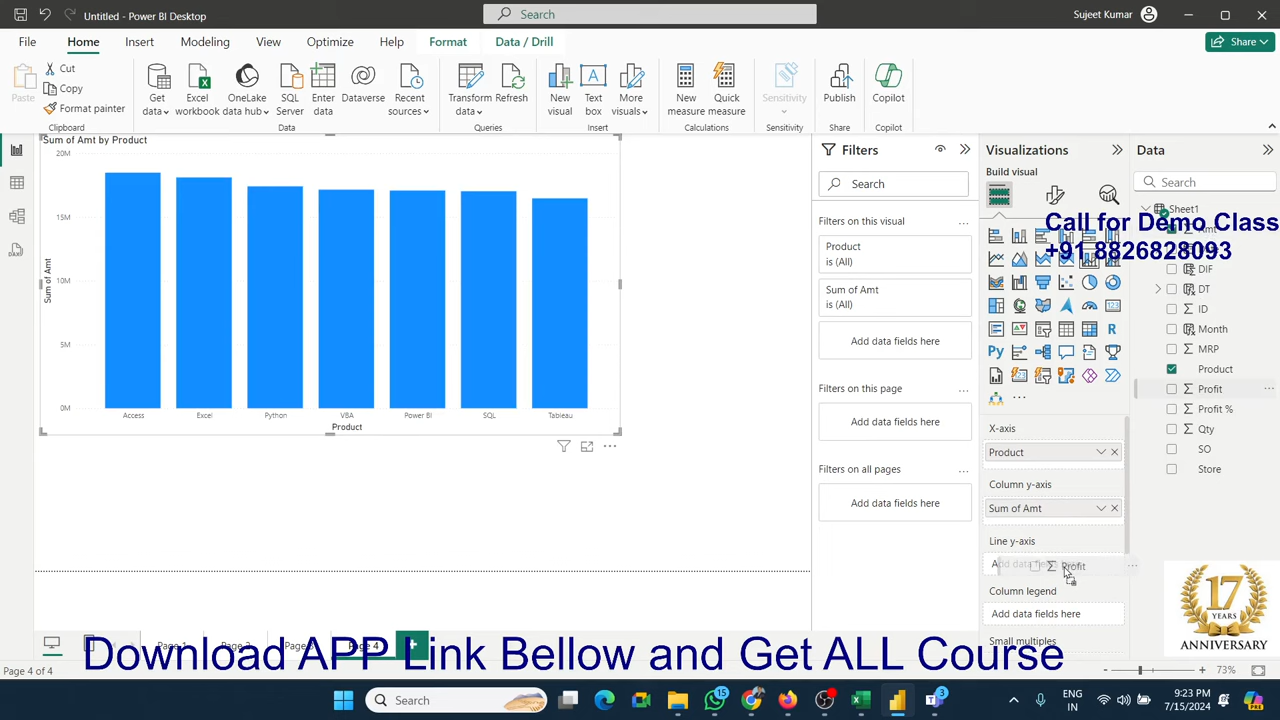 Untitled - Power BI Desktop
Search
Sujeet Kumar
File
Home
Insert
Modeling
View
Optimize
Help
Format
Data / Drill
Share
Paste
Cut
Copy
Format painter
Get data
Excel workbook
OneLake data hub
SQL Server
Enter data
Dataverse
Recent sources
Transform data
Refresh
New visual
Text box
More visuals
New measure
Quick measure
Sensitivity
Publish
Copilot
Clipboard
Data
Queries
Insert
Calculations
Sensitivity
Share
Copilot
Sum of Amt by Product
20M
15M
10M
5M
0M
Sum of Amt
Access
Excel
Python
VBA
Power BI
SQL
Tableau
Product
Filters
Search
Filters on this visual
Product
is (All)
Sum of Amt
is (All)
Add data fields here
Filters on this page
Add data fields here
Filters on all pages
Add data fields here
Visualizations
Build visual
X-axis
Product
Column y-axis
Sum of Amt
Line y-axis
Profit
Column legend
Add data fields here
Small multiples
Data
Search
Sheet1
Call for Demo Class
+91 8826828093
DIF
DT
ID
Month
MRP
Product
Profit
Profit %
Qty
SO
Store
17
YEARS
ANNIVERSARY
Page 1
Page 4
Download APP Link Bellow and Get ALL Course
Page 4 of 4
73%
Search
15
3
ENG
IN
9:23 PM
7/15/2024